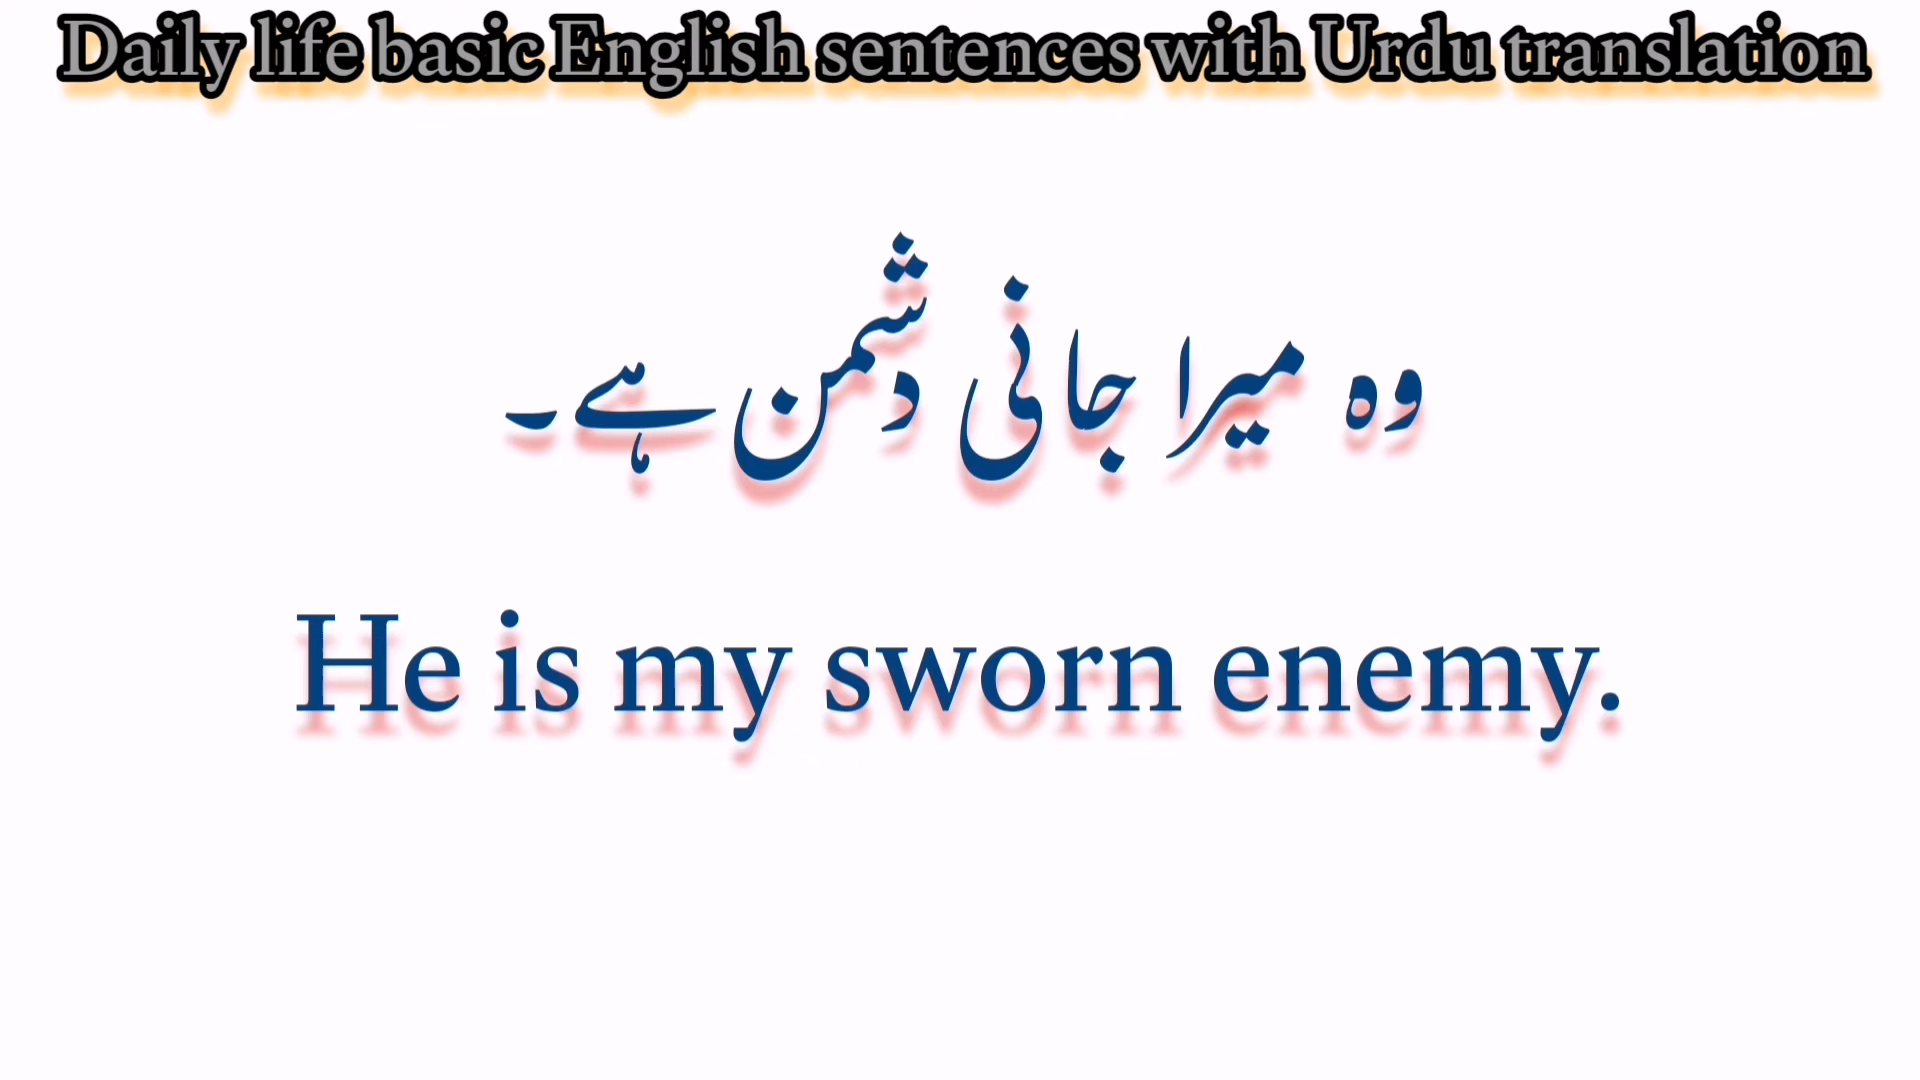 Daily life basic English sentences with Urdu translation
وہ میرا جانی دشمن ہے۔
He is my sworn enemy.